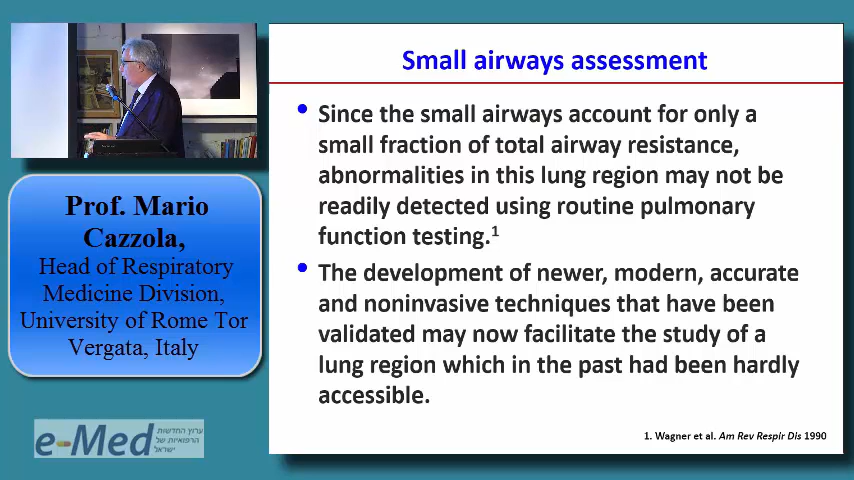 Small airways assessment
• Since the small airways account for only a
small fraction of total airway resistance,
abnormalities in this lung region may not be
readily detected using routine pulmonary
function testing.1
• The development of newer, modern, accurate
and noninvasive techniques that have been
validated may now facilitate the study of a
lung region which in the past had been hardly
accessible.
1. Wagner et al. Am Rev Respir Dis 1990
Prof. Mario
Cazzola,
Head of Respiratory
Medicine Division,
University of Rome Tor
Vergata, Italy
e-Med
ערוץ החדשות
הרפואיות של
ישראל